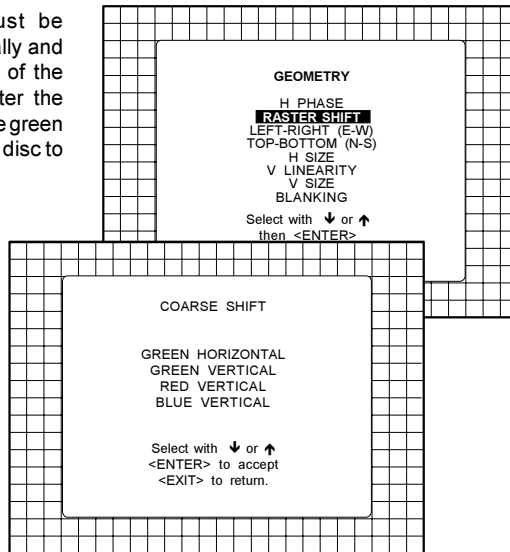 ust be
ally and
of the
ter the
e green
disc to
GEOMETRY
H PHASE
RASTER SHIFT
LEFT-RIGHT (E-W)
TOP-BOTTOM (N-S)
H SIZE
V LINEARITY
V SIZE
BLANKING
Select with ↓ or ↑
then <ENTER>
COARSE SHIFT
GREEN HORIZONTAL
GREEN VERTICAL
RED VERTICAL
BLUE VERTICAL
Select with ↓ or ↑
<ENTER> to accept
<EXIT> to return.